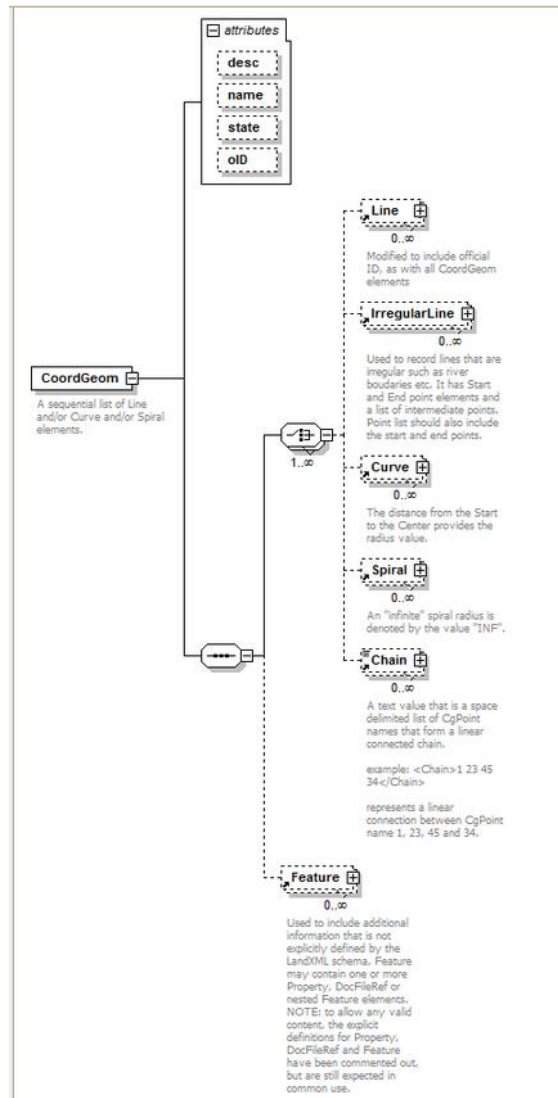 attributes
desc
name
state
oID
CoordGeom
A sequential list of Line
and/or Curve and/or Spiral
elements.
1..∞
Line
0..∞
Modified to include official
ID, as with all CoordGeom
elements
IrregularLine
0..∞
Used to record lines that are
irregular such as river
boudaries etc. It has Start
and End point elements and
a list of intermediate points.
Point list should also include
the start and end points.
Curve
0..∞
The distance from the Start
to the Center provides the
radius value.
Spiral
0..∞
An "infinite" spiral radius is
denoted by the value "INF".
Chain
0..∞
A text value that is a space
delimited list of CgPoint
names that form a linear
connected chain.
example: <Chain>1 23 45
34</Chain>
represents a linear
connection between CgPoint
name 1, 23, 45 and 34.
Feature
0..∞
Used to include additional
information that is not
explicitly defined by the
LandXML schema, Feature
may contain one or more
Property, DocFileRef or
nested Feature elements.
NOTE: to allow any valid
content, the explicit
definitions for Property,
DocFileRef and Feature
have been commented out,
but are still expected in
common use.